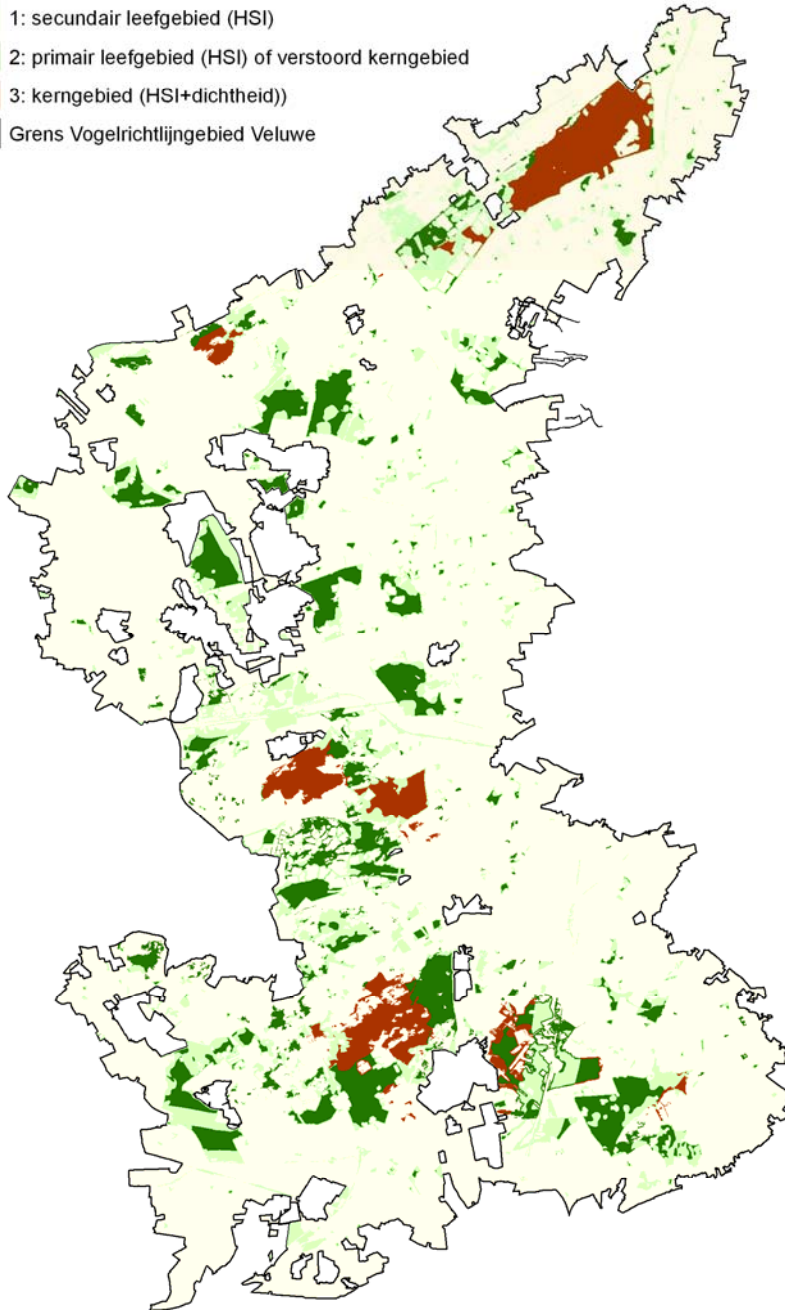 1: secundair leefgebied (HSI)
2: primair leefgebied (HSI) of verstoord kerngebied
3: kerngebied (HSI+dichtheid))
Grens Vogelrichtlijngebied Veluwe